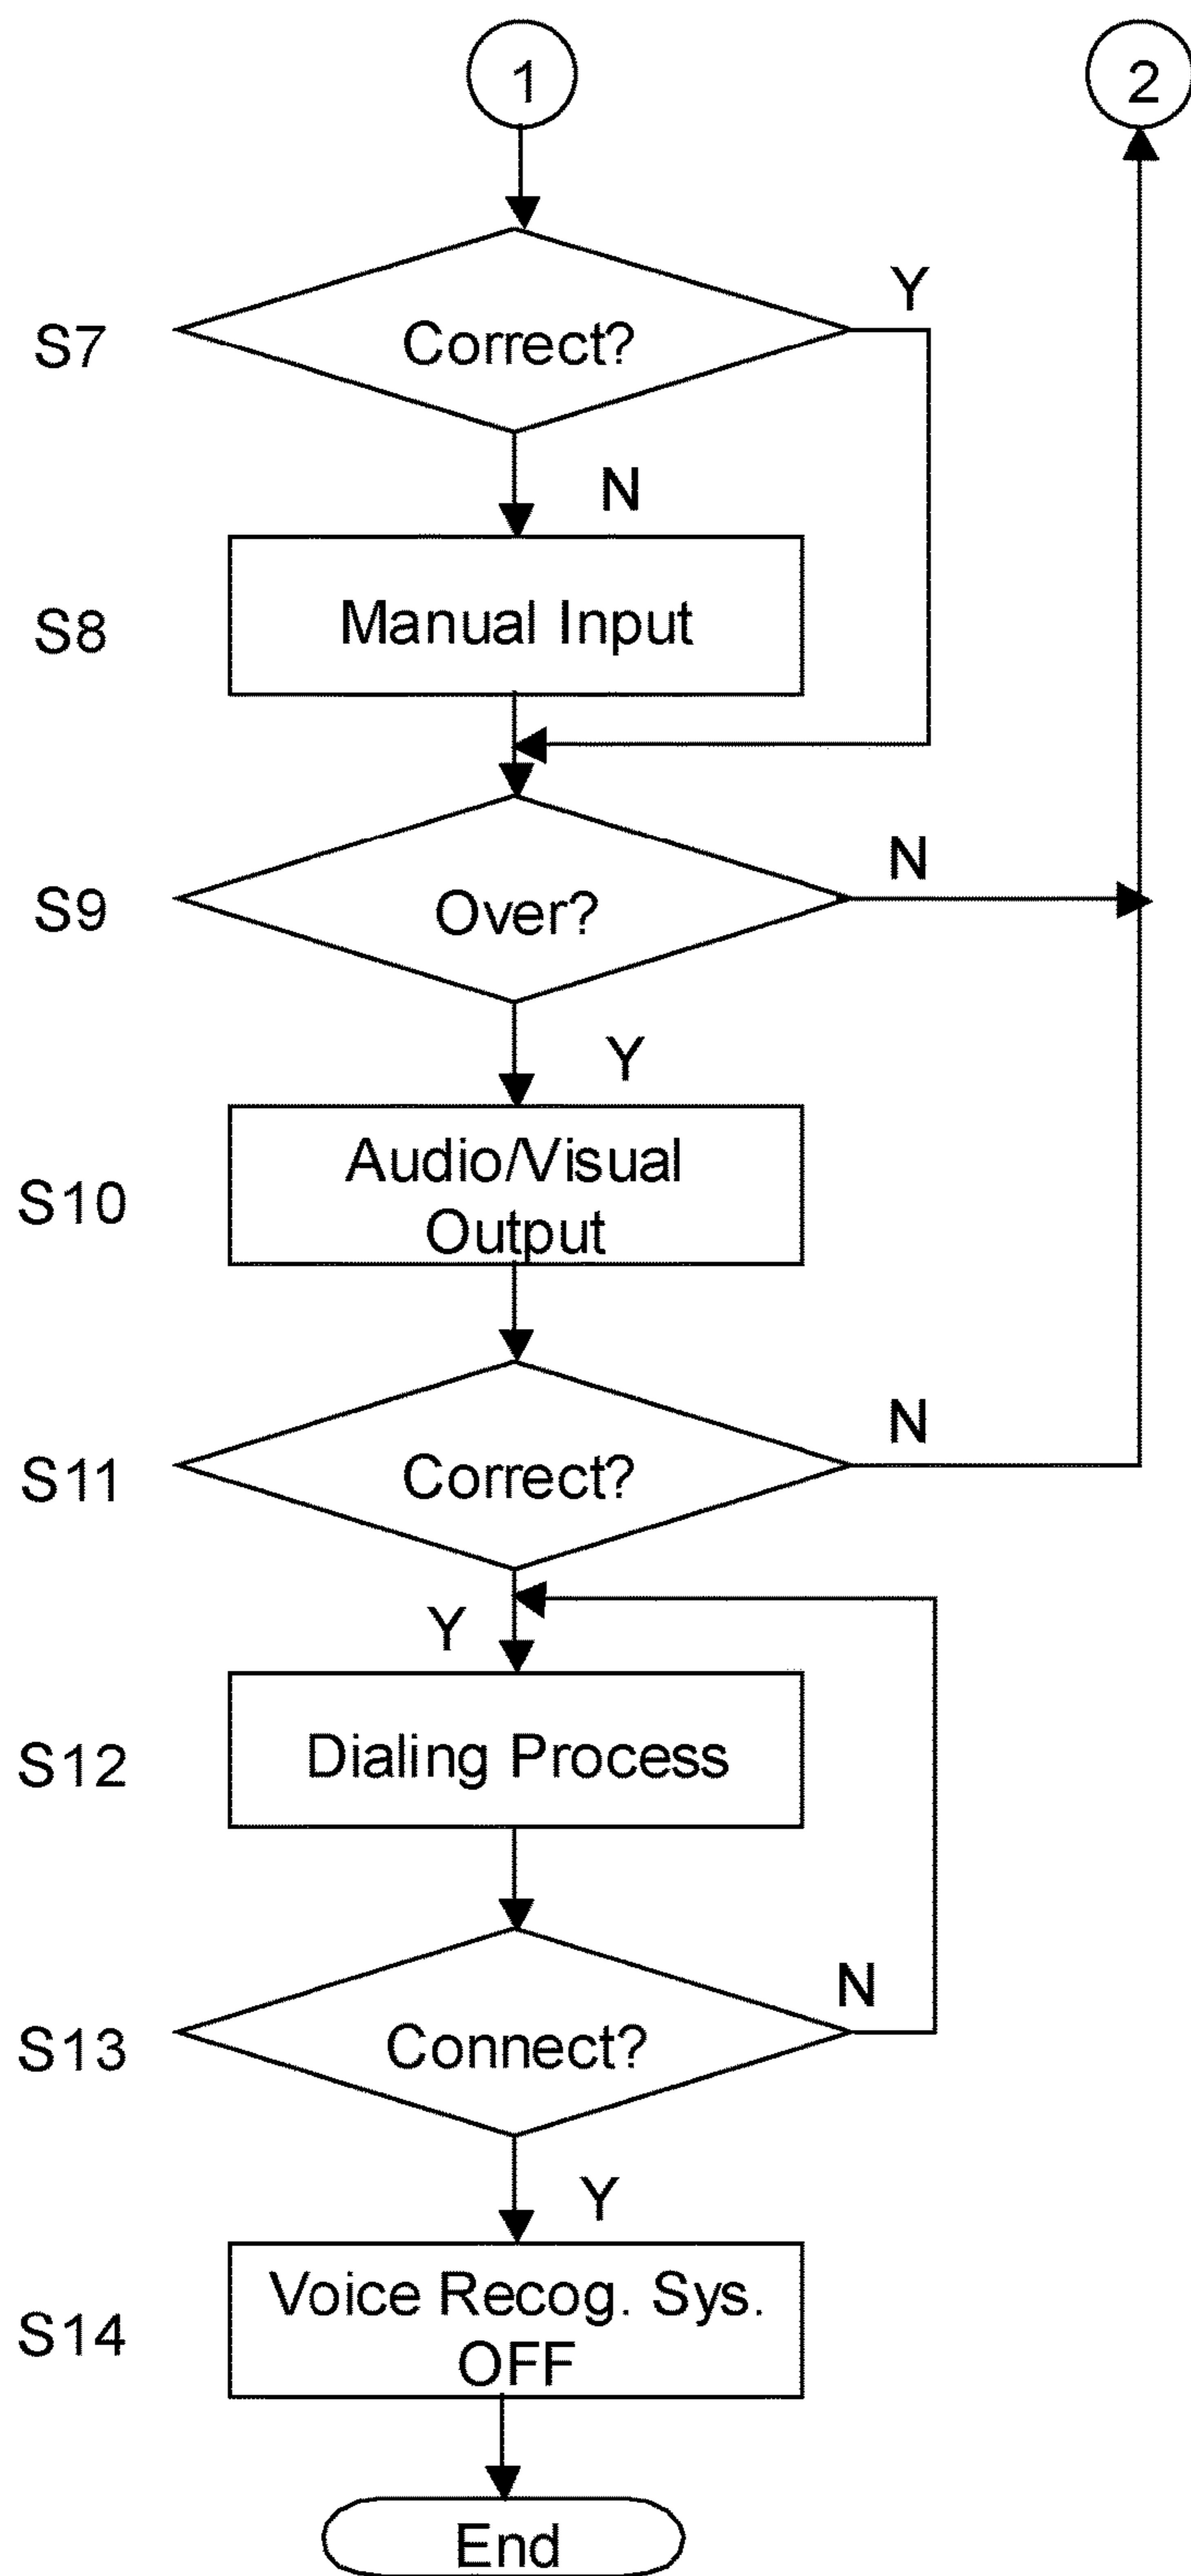 1
2
Y
S7
Correct?
N
S8
Manual Input
N
S9
Over?
Y
S10
Audio/Visual
Output
N
S11
Correct?
Y
S12
Dialing Process
N
S13
Connect?
Y
S14
Voice Recog. Sys.
OFF
End